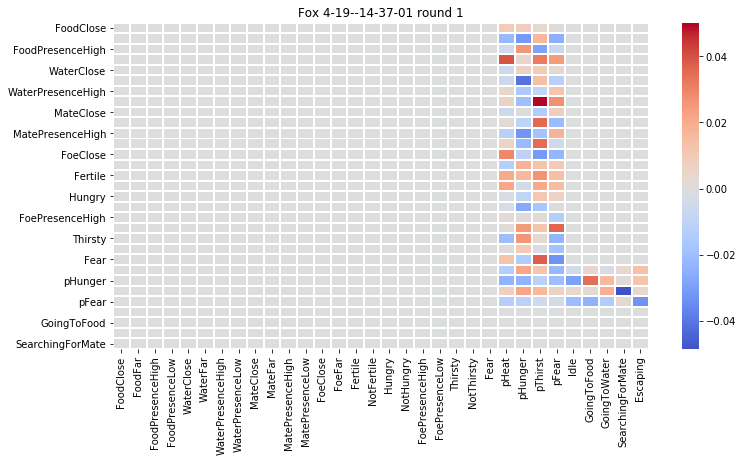 Fox 4-19--14-37-01 round 1
FoodClose
FoodPresenceHigh
WaterClose
WaterPresenceHigh
MateClose
MatePresenceHigh
FoeClose
Fertile
Hungry
FoePresenceHigh
Thirsty
Fear
pHunger
pFear
GoingToFood
SearchingForMate
0.04
0.02
0.00
−0.02
−0.04
FoodClose
FoodFar
FoodPresenceHigh
FoodPresenceLow
WaterClose
WaterFar
WaterPresenceHigh
WaterPresenceLow
MateClose
MateFar
MatePresenceHigh
MatePresenceLow
FoeClose
FoeFar
Fertile
NotFertile
Hungry
NotHungry
FoePresenceHigh
FoePresenceLow
Thirsty
NotThirsty
Fear
pHeat
pHunger
pThirst
pFear
Idle
GoingToFood
GoingToWater
SearchingForMate
Escaping